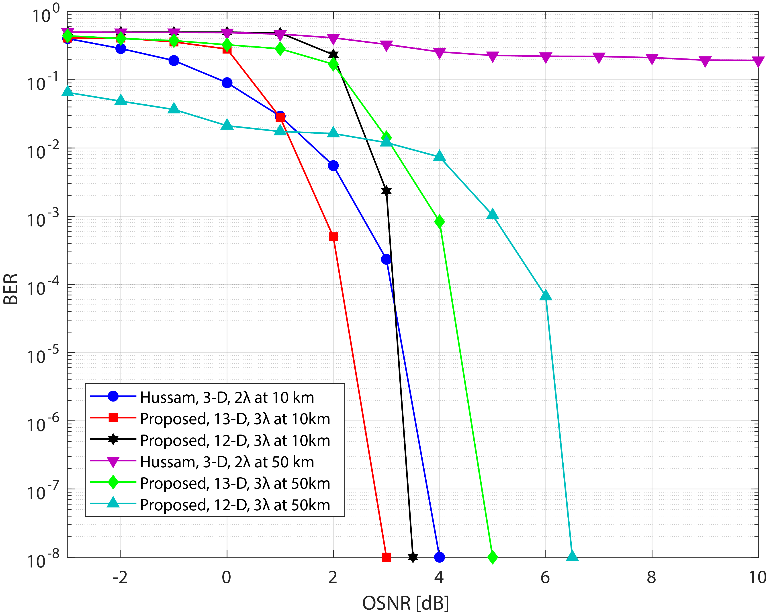 10^0
10^-1
10^-2
10^-3
10^-4
10^-5
10^-6
10^-7
10^-8
BER
Hussam, 3-D, 2λ at 10 km
Proposed, 13-D, 3λ at 10km
Proposed, 12-D, 3λ at 10km
Hussam, 3-D, 2λ at 50 km
Proposed, 13-D, 3λ at 50km
Proposed, 12-D, 3λ at 50km
-2 0 2 4 6 8 10
OSNR [dB]